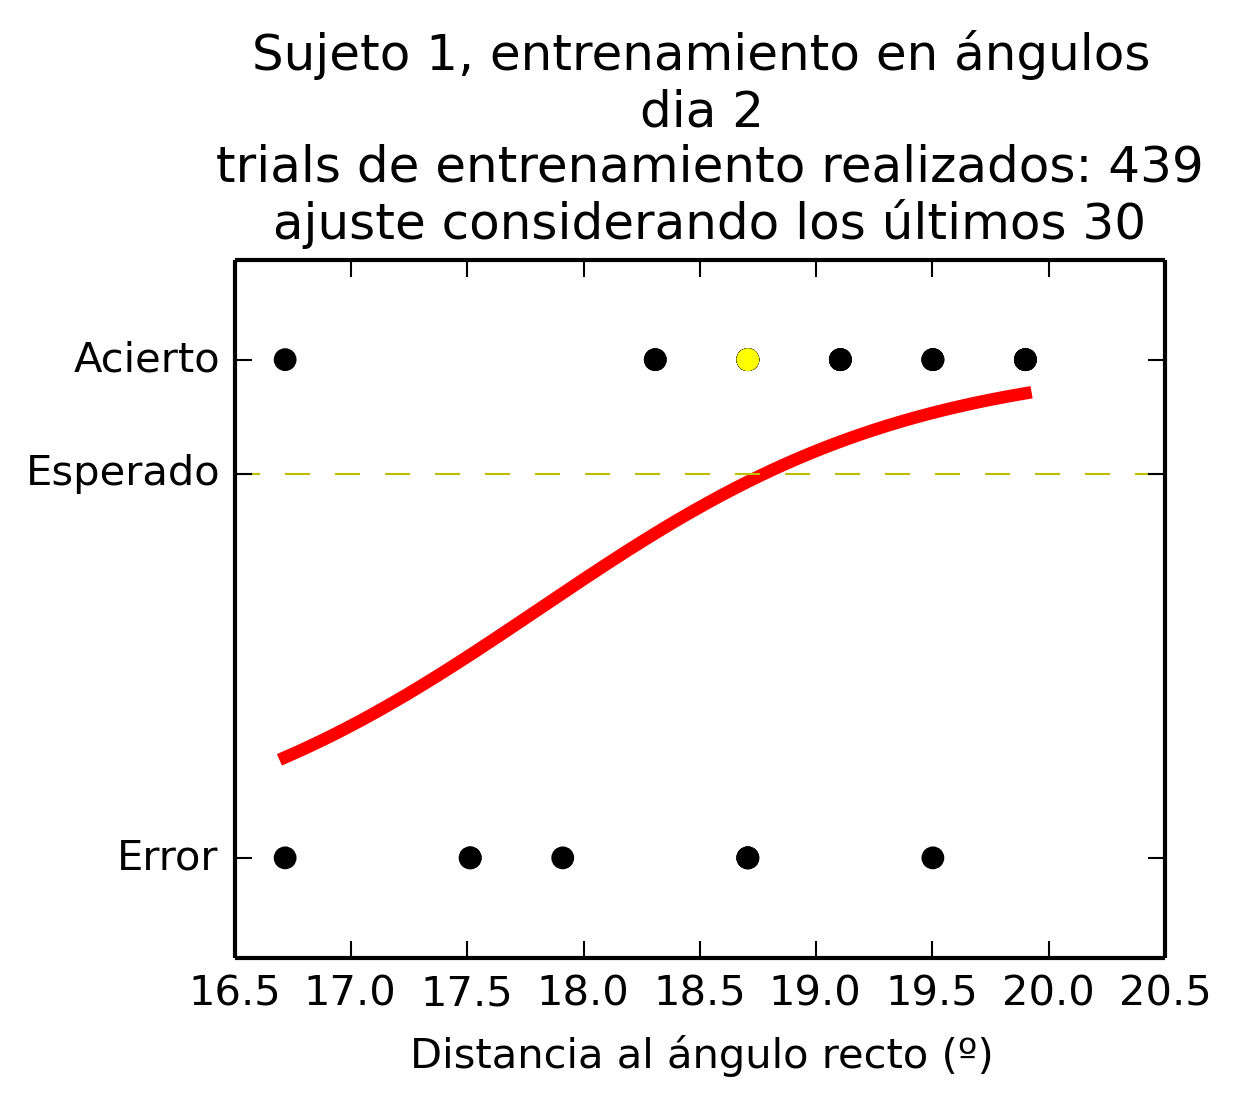 Sujeto 1, entrenamiento en ángulos
dia 2
trials de entrenamiento realizados: 439
ajuste considerando los últimos 30
Acierto
Esperado
Error
16.5 17.0 17.5 18.0 18.5 19.0 19.5 20.0 20.5
Distancia al ángulo recto (º)